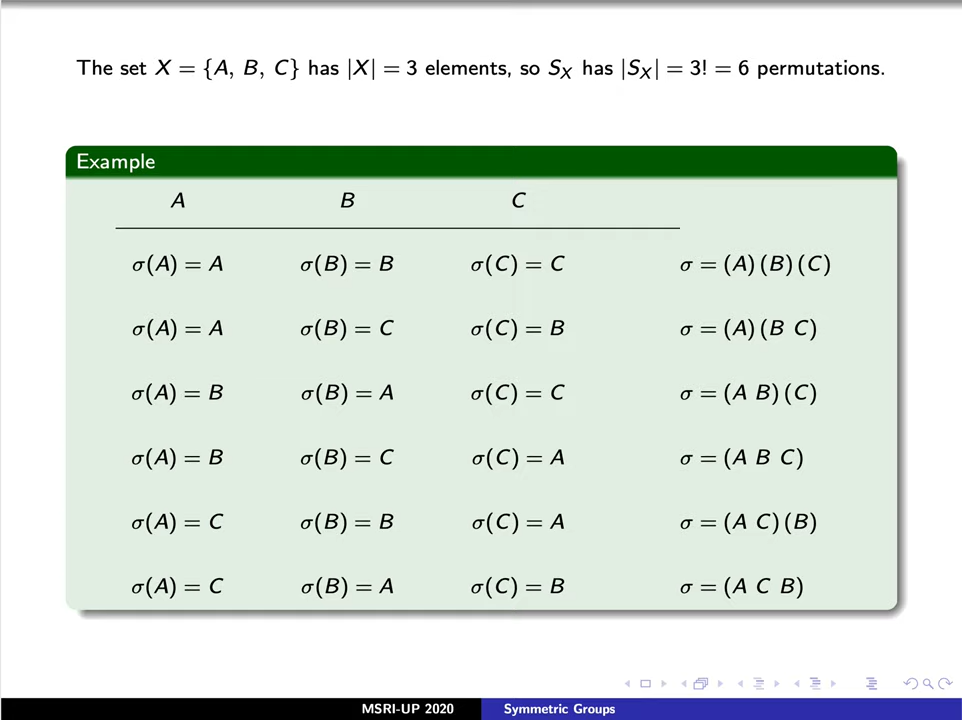 The set X = {A, B, C} has |X| = 3 elements, so S_X has |S_X| = 3! = 6 permutations.
Example
A B C
σ(A) = A σ(B) = B σ(C) = C σ = (A) (B) (C)
σ(A) = A σ(B) = C σ(C) = B σ = (A) (B C)
σ(A) = B σ(B) = A σ(C) = C σ = (A B) (C)
σ(A) = B σ(B) = C σ(C) = A σ = (A B C)
σ(A) = C σ(B) = B σ(C) = A σ = (A C) (B)
σ(A) = C σ(B) = A σ(C) = B σ = (A C B)
MSRI-UP 2020 Symmetric Groups